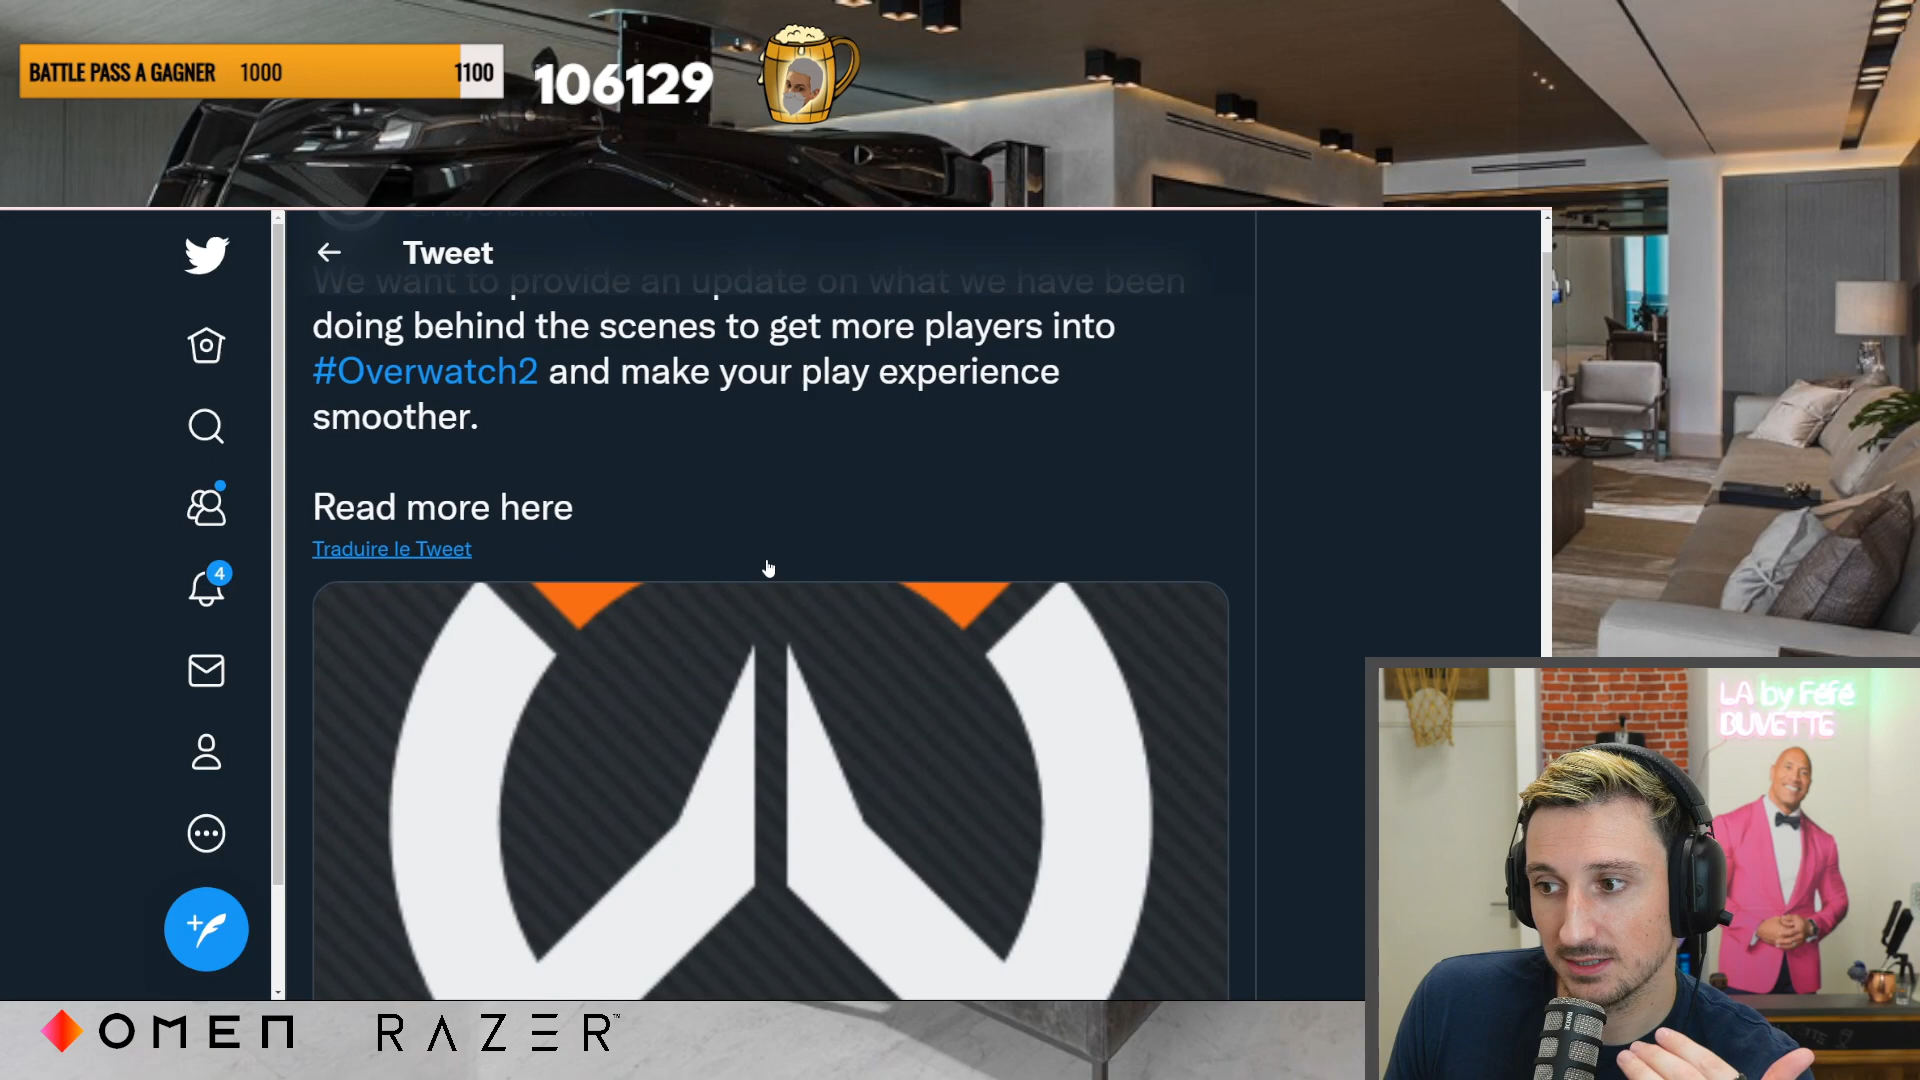 BATTLE PASS A GAGNER 1000 1100
106129
Tweet
We want to provide an update on what we have been
doing behind the scenes to get more players into
#Overwatch2 and make your play experience
smoother.
Read more here
Traduire le Tweet
4
LA by Féfé
BUVETTE
OMEN RAZER™